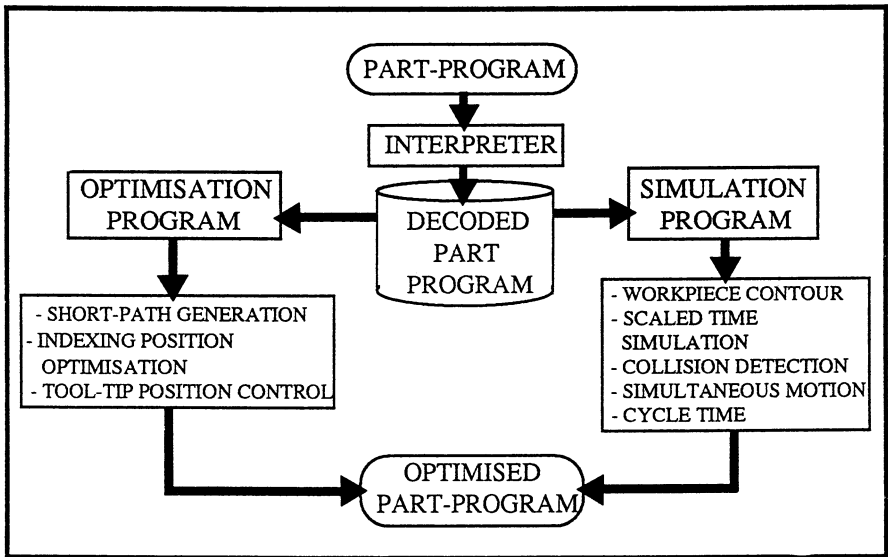 PART-PROGRAM
INTERPRETER
OPTIMISATION
PROGRAM
DECODED
PART
PROGRAM
SIMULATION
PROGRAM
- SHORT-PATH GENERATION
- INDEXING POSITION
OPTIMISATION
- TOOL-TIP POSITION CONTROL
- WORKPIECE CONTOUR
- SCALED TIME
SIMULATION
- COLLISION DETECTION
- SIMULTANEOUS MOTION
- CYCLE TIME
OPTIMISED
PART-PROGRAM